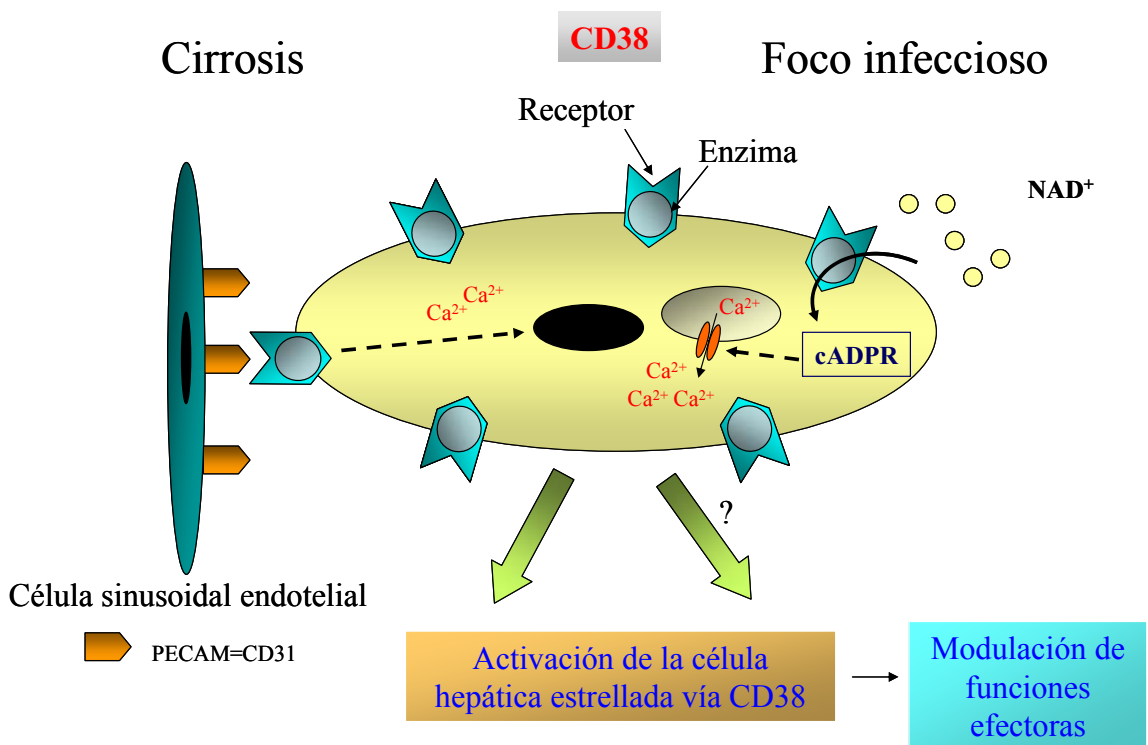 CD38
Cirrosis
Foco infeccioso
Receptor
Enzima
NAD⁺
Ca²⁺ Ca²⁺
Ca²⁺
cADPR
Ca²⁺
Ca²⁺ Ca²⁺
?
Célula sinusoidal endotelial
PECAM=CD31
Activación de la célula
hepática estrellada vía CD38
Modulación de
funciones
efectoras